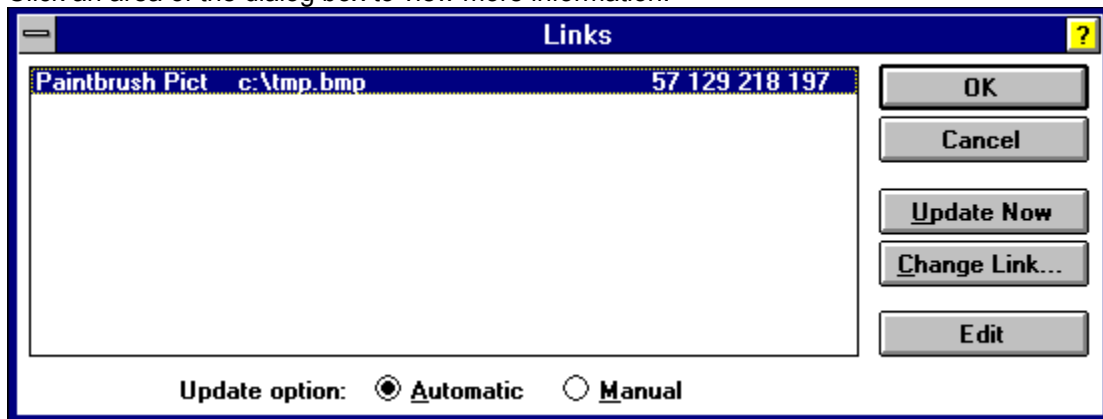 Click an area of the dialog box to view more information.
Links ?
Paintbrush Pict c:\tmp.bmp 57 129 218 197
OK
Cancel
Update Now
Change Link...
Edit
Update option: Automatic Manual